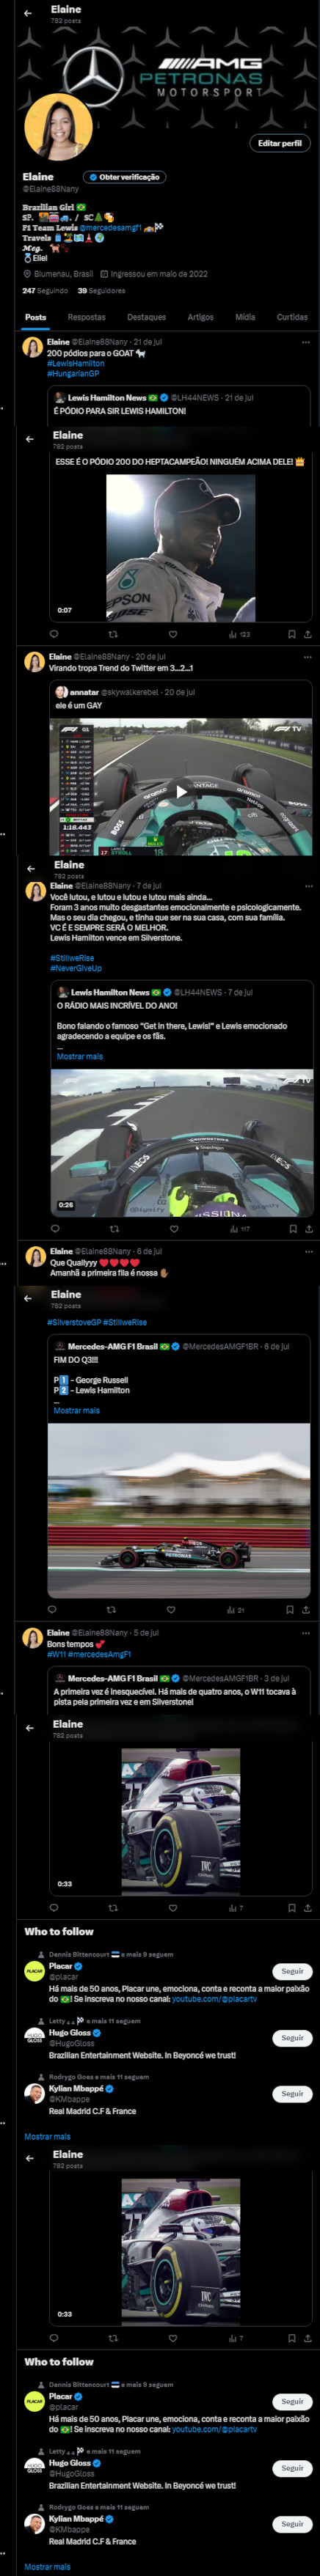 Elaine
782 posts
AMG
PETRONAS
MOTORSPORT
Editar perfil
Elaine
Obter verificação
@Elaine88Nany
Brazilian Girl 🇧🇷
SP. / SC
F1 Team Lewis @mercedesamgf1
Travels
Meg.
Eliel
Blumenau, Brasil Ingressou em maio de 2022
247 Seguindo 39 Seguidores
Posts Respostas Destaques Artigos Mídia Curtidas
Elaine @Elaine88Nany · 21 de jul
200 pódios para o GOAT 🐐
#LewisHamilton
#HungarianGP
Lewis Hamilton News 🇧🇷 @LH44NEWS · 21 de jul
É PÓDIO PARA SIR LEWIS HAMILTON!
Elaine
782 posts
ESSE É O PÓDIO 200 DO HEPTACAMPEÃO! NINGUÉM ACIMA DELE! 👑
EPSON
0:07
123
Elaine @Elaine88Nany · 20 de jul
Virando tropa Trend do Twitter em 3...2...1
annatar @skywalkerebel · 20 de jul
ele é um GAY
F1 TV
1:18.443
BOSS
17 STROLL 18
Elaine
782 posts
Elaine @Elaine88Nany · 7 de jul
Você lutou, e lutou e lutou e lutou mais ainda...
Foram 3 anos muito desgastantes emocionalmente e psicologicamente.
Mas o seu dia chegou, e tinha que ser na sua casa, com sua família.
VC É E SEMPRE SERÁ O MELHOR.
Lewis Hamilton vence em Silverstone.
#StillweRise
#NeverGiveUp
Lewis Hamilton News 🇧🇷 @LH44NEWS · 7 de jul
O RÁDIO MAIS INCRÍVEL DO ANO!
Bono falando o famoso “Get in there, Lewis!” e Lewis emocionado
agradecendo a equipe e os fãs.
...
Mostrar mais
CROWDSTRIKE
INEOS
INEOS
0:26
117
Elaine @Elaine88Nany · 6 de jul
Que Quallyyy ❤️❤️❤️❤️
Amanhã a primeira fila é nossa
Elaine
782 posts
#SilverstoveGP #StillweRise
Mercedes-AMG F1 Brasil 🇧🇷 @MercedesAMGF1BR · 6 de jul
FIM DO Q3!!!
P1️⃣ - George Russell
P2️⃣ - Lewis Hamilton
...
Mostrar mais
PETRONAS
21
Elaine @Elaine88Nany · 5 de jul
Bons tempos 💕
#W11 #mercedesAmgF1
Mercedes-AMG F1 Brasil 🇧🇷 @MercedesAMGF1BR · 3 de jul
A primeira vez é inesquecível. Há mais de quatro anos, o W11 tocava à
pista pela primeira vez e em Silverstone!
Elaine
782 posts
IWC
0:33
7
Who to follow
Dennis Bittencourt e mais 9 seguem
PLACAR
Placar
@placar
Seguir
Há mais de 50 anos, Placar une, emociona, conta e reconta a maior paixão
do 🇧🇷! Se inscreva no nosso canal: youtube.com/@placartv
Letty 🏁 e mais 11 seguem
HUGO GLOSS
Hugo Gloss
@HugoGloss
Seguir
Brazilian Entertainment Website. In Beyoncé we trust!
Rodrygo Goes e mais 11 seguem
Kylian Mbappé
@KMbappe
Seguir
Real Madrid C.F & France
Mostrar mais
Elaine
782 posts
IWC
0:33
7
Who to follow
Dennis Bittencourt e mais 9 seguem
PLACAR
Placar
@placar
Seguir
Há mais de 50 anos, Placar une, emociona, conta e reconta a maior paixão
do 🇧🇷! Se inscreva no nosso canal: youtube.com/@placartv
Letty 🏁 e mais 11 seguem
HUGO GLOSS
Hugo Gloss
@HugoGloss
Seguir
Brazilian Entertainment Website. In Beyoncé we trust!
Rodrygo Goes e mais 11 seguem
Kylian Mbappé
@KMbappe
Seguir
Real Madrid C.F & France
Mostrar mais